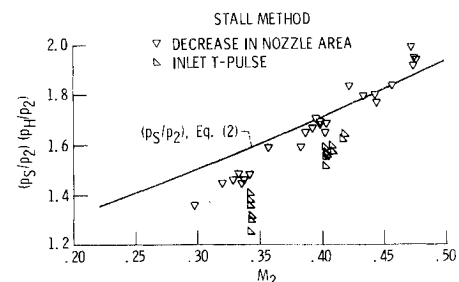 STALL METHOD
▽ DECREASE IN NOZZLE AREA
◺ INLET T-PULSE
(pS/p2), Eq. (2)
(pS/p2) (pH/p2)
2.0
1.8
1.6
1.4
1.2
.20 .25 .30 .35 .40 .45 .50
M2